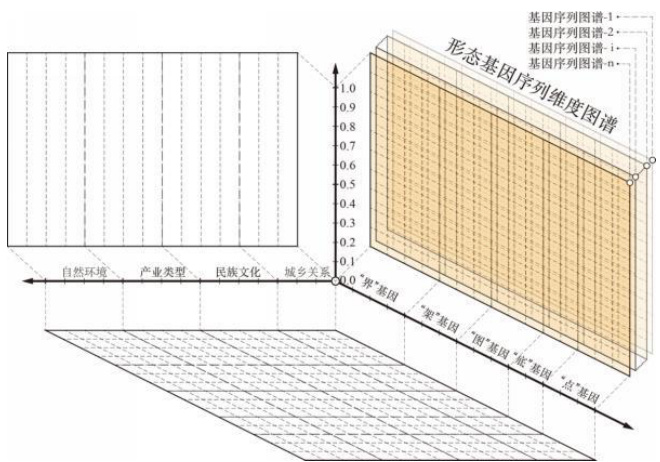 基因序列图谱-1
基因序列图谱-2
基因序列图谱-i
基因序列图谱-n
形态基因序列维度图谱
1.0
0.9
0.8
0.7
0.6
0.5
0.4
0.3
0.2
0.1
0.0
自然环境 产业类型 民族文化 城乡关系
“界”基因
“架”基因
“图”基因
“底”基因
“点”基因